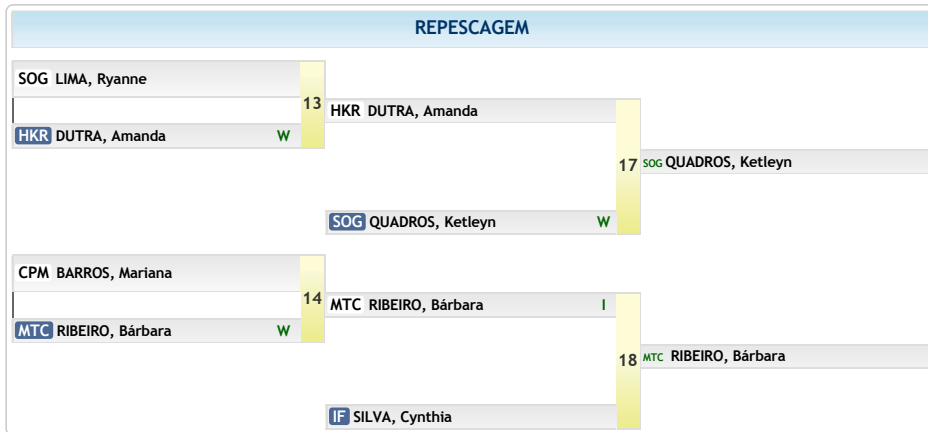 REPESCAGEM
SOG LIMA, Ryanne
13
HKR DUTRA, Amanda W
HKR DUTRA, Amanda
17
SOG QUADROS, Ketleyn
SOG QUADROS, Ketleyn W
CPM BARROS, Mariana
14
MTC RIBEIRO, Bárbara W
MTC RIBEIRO, Bárbara I
18
MTC RIBEIRO, Bárbara
IF SILVA, Cynthia